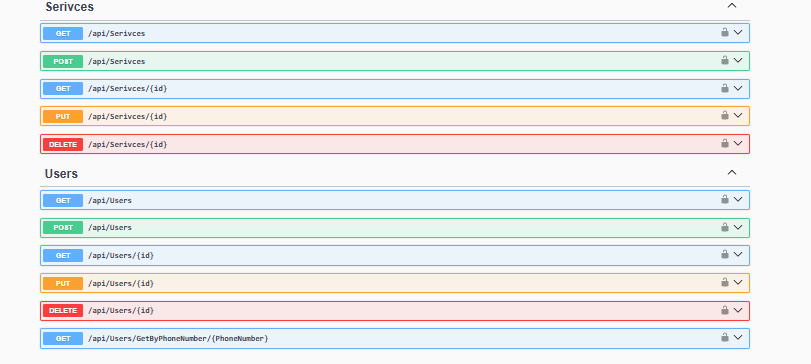 Serivces
GET /api/Serivces
POST /api/Serivces
GET /api/Serivces/{id}
PUT /api/Serivces/{id}
DELETE /api/Serivces/{id}
Users
GET /api/Users
POST /api/Users
GET /api/Users/{id}
PUT /api/Users/{id}
DELETE /api/Users/{id}
GET /api/Users/GetByPhoneNumber/{PhoneNumber}